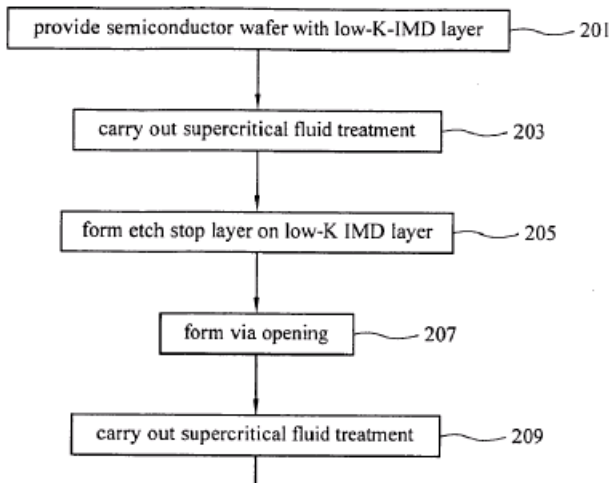 provide semiconductor wafer with low-K-IMD layer 201
carry out supercritical fluid treatment 203
form etch stop layer on low-K IMD layer 205
form via opening 207
carry out supercritical fluid treatment 209